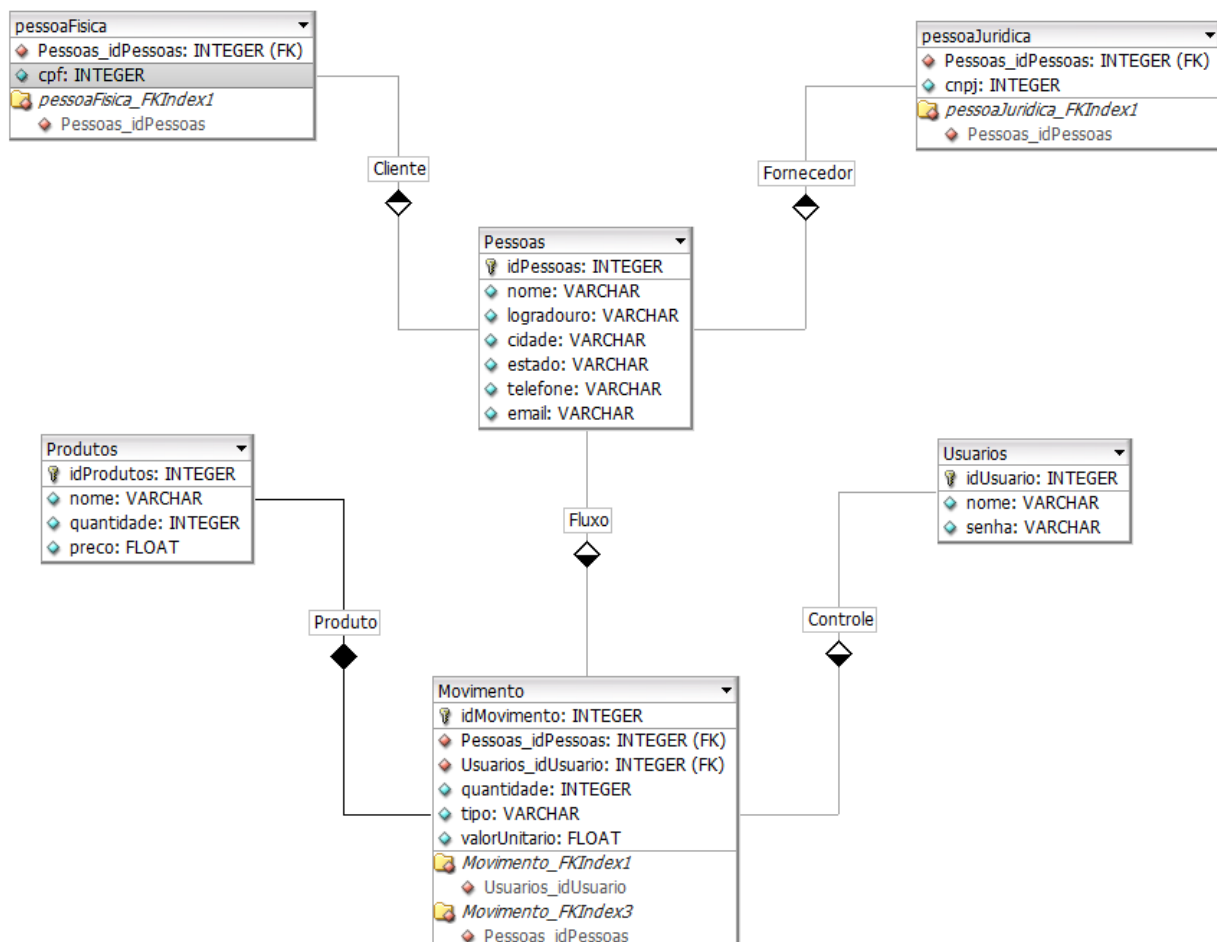 pessoaFisica
Pessoas_idPessoas: INTEGER (FK)
cpf: INTEGER
pessoaFisica_FKIndex1
Pessoas_idPessoas
pessoaJuridica
Pessoas_idPessoas: INTEGER (FK)
cnpj: INTEGER
pessoaJuridica_FKIndex1
Pessoas_idPessoas
Cliente
Fornecedor
Pessoas
idPessoas: INTEGER
nome: VARCHAR
logradouro: VARCHAR
cidade: VARCHAR
estado: VARCHAR
telefone: VARCHAR
email: VARCHAR
Produtos
idProdutos: INTEGER
nome: VARCHAR
quantidade: INTEGER
preco: FLOAT
Usuarios
idUsuario: INTEGER
nome: VARCHAR
senha: VARCHAR
Fluxo
Produto
Controle
Movimento
idMovimento: INTEGER
Pessoas_idPessoas: INTEGER (FK)
Usuarios_idUsuario: INTEGER (FK)
quantidade: INTEGER
tipo: VARCHAR
valorUnitario: FLOAT
Movimento_FKIndex1
Usuarios_idUsuario
Movimento_FKIndex3
Pessoas_idPessoas